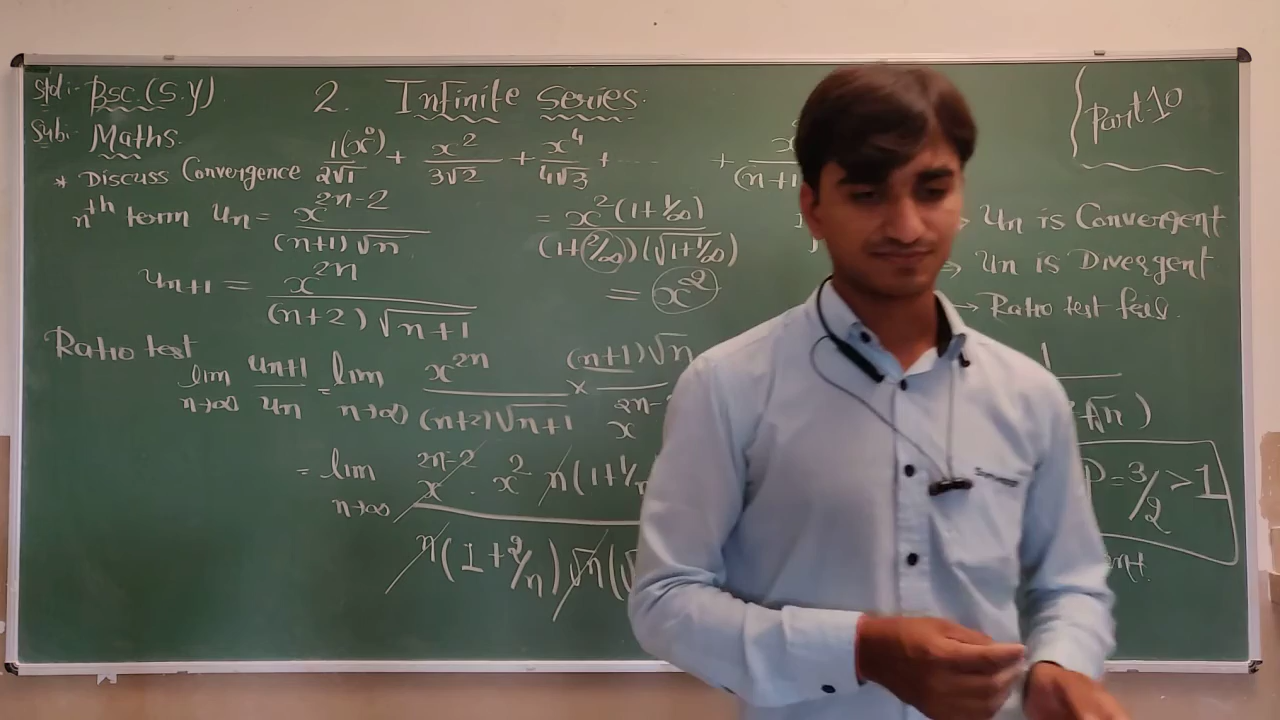 Std:- Bsc.(S.Y) 2. Infinite Series.
Part-10
Sub:- Maths.
* Discuss Convergence 1(x⁰)/2√1 + x²/3√2 + x⁴/4√3 + ...... + x/(n+1
nth term Un = x^(2n-2)/(n+1)√n
= x²(1+1/∞)/(1+(2/∞))(√1+1/∞)
→ Un is Convergent
Un+1 = x^(2n)/(n+2)√n+1
= x²
→ Un is Divergent
→ Ratio test fails.
Ratio test
lim n→∞ Un+1/Un = lim n→∞ x^(2n)/(n+2)√n+1 × (n+1)√n/x^(2n-
= lim n→∞ x^(2n-2) · x² n(1+1/n
n(1+2/n)√n(√
1
√n)
P = 3/2 > 1